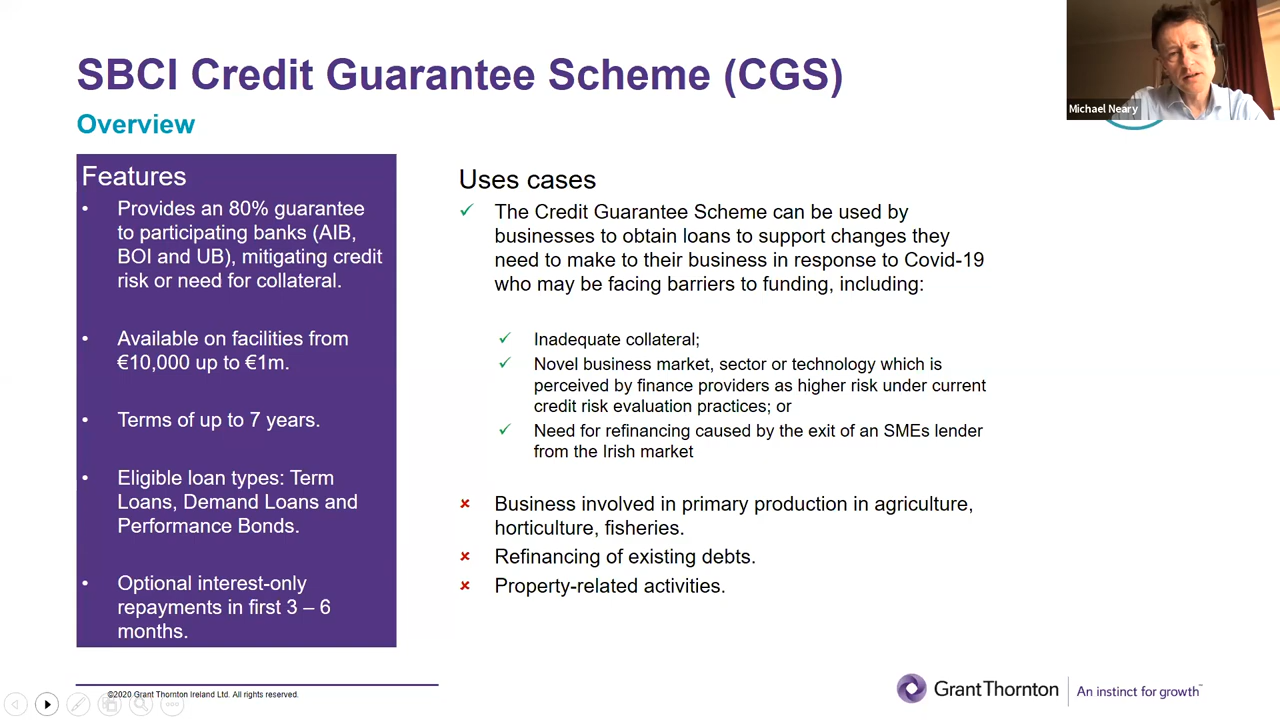 SBCI Credit Guarantee Scheme (CGS)
Overview
Michael Neary
Features
• Provides an 80% guarantee
to participating banks (AIB,
BOI and UB), mitigating credit
risk or need for collateral.
• Available on facilities from
€10,000 up to €1m.
• Terms of up to 7 years.
• Eligible loan types: Term
Loans, Demand Loans and
Performance Bonds.
• Optional interest-only
repayments in first 3 – 6
months.
Uses cases
✓ The Credit Guarantee Scheme can be used by
businesses to obtain loans to support changes they
need to make to their business in response to Covid-19
who may be facing barriers to funding, including:
✓ Inadequate collateral;
✓ Novel business market, sector or technology which is
perceived by finance providers as higher risk under current
credit risk evaluation practices; or
✓ Need for refinancing caused by the exit of an SMEs lender
from the Irish market
✘ Business involved in primary production in agriculture,
horticulture, fisheries.
✘ Refinancing of existing debts.
✘ Property-related activities.
©2020 Grant Thornton Ireland Ltd. All rights reserved.
Grant Thornton
An instinct for growth™